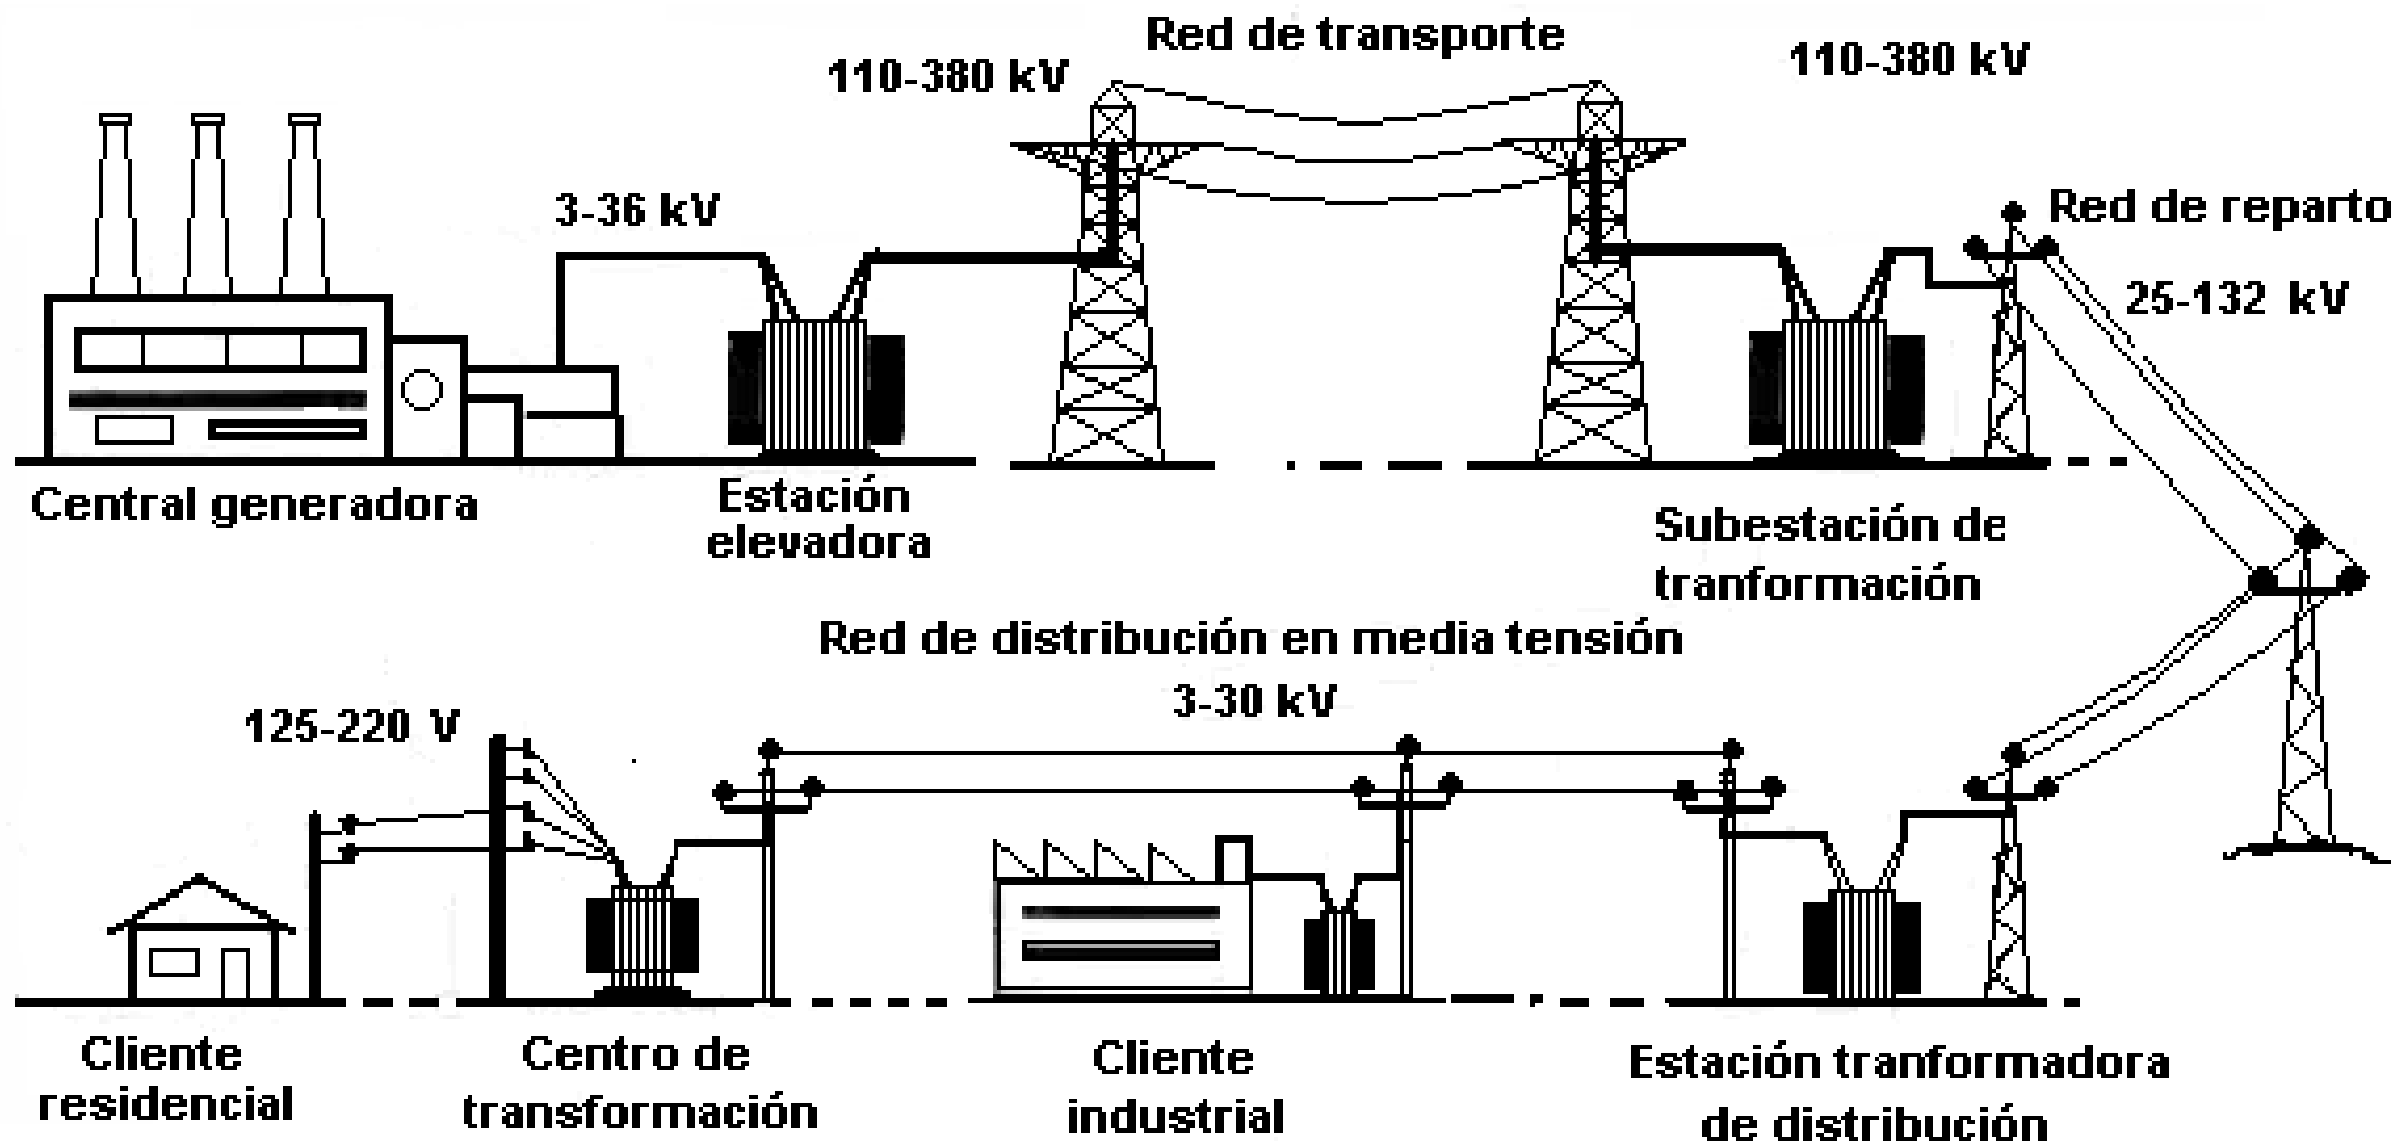 Red de transporte
110-380 kV
110-380 kV
3-36 kV
Red de reparto
25-132 kV
Central generadora
Estación
elevadora
Subestación de
tranformación
Red de distribución en media tensión
3-30 kV
125-220 V
Cliente
residencial
Centro de
transformación
Cliente
industrial
Estación tranformadora
de distribución